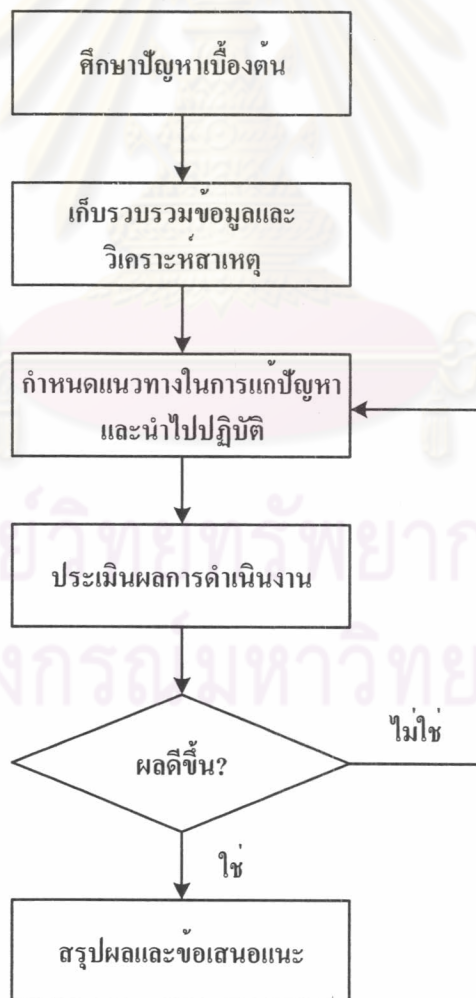 ศึกษาปัญหาเบื้องต้น
เก็บรวบรวมข้อมูลและ
วิเคราะห์สาเหตุ
กำหนดแนวทางในการแก้ปัญหา
และนำไปปฏิบัติ
ประเมินผลการดำเนินงาน
ผลดีขึ้น?
ไม่ใช่
ใช่
สรุปผลและข้อเสนอแนะ